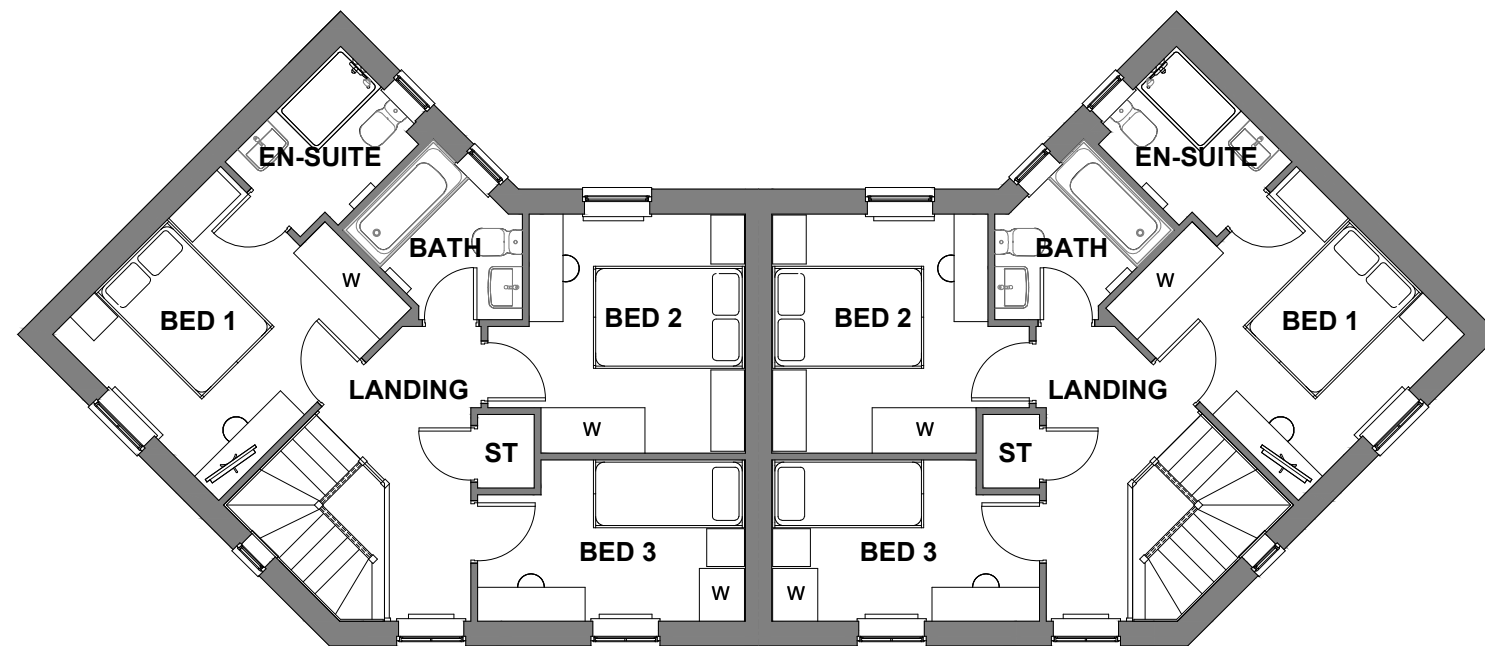 EN-SUITE
EN-SUITE
BATH
BATH
W
W
BED 1
BED 2
BED 2
BED 1
LANDING
LANDING
W
W
ST
ST
BED 3
BED 3
W
W